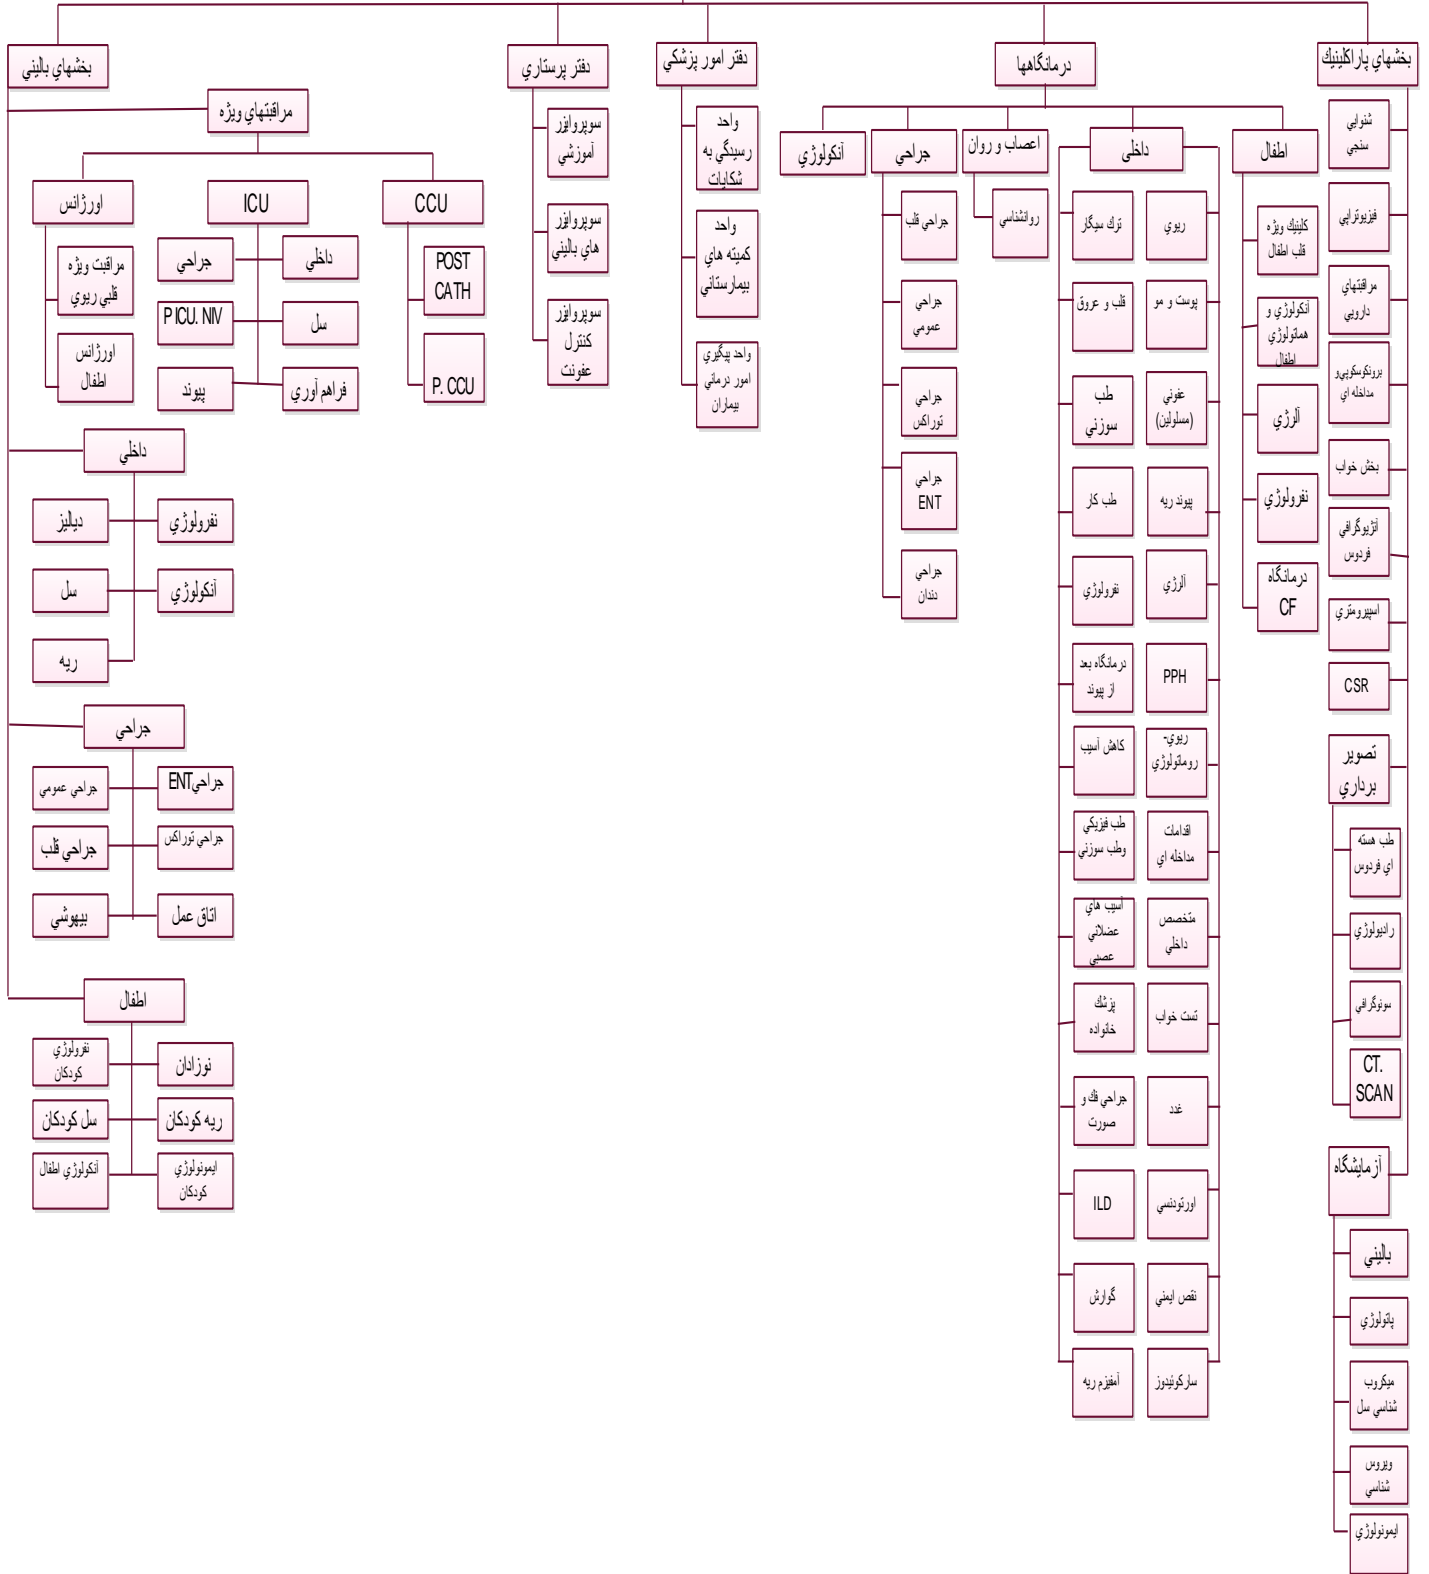 بخشهاي پاراكلينيك
شنوايي
سنجي
فيزيوتراپي
مراقبتهاي
دارويي
برونكوسكوپي‌و
مداخله اي
بخش خواب
آنژيوگرافي
فردوس
اسپيرومتري
CSR
تصوير
برداري
طب هسته
اي فردوس
راديولوژي
سونوگرافي
CT.
SCAN
آزمايشگاه
باليني
پاتولوژي
ميكروب
شناسي سل
ويروس
شناسي
ايمونولوژي
درمانگاهها
اطفال
كلينيك ويژه
قلب اطفال
آنكولوژي و
هماتولوژي
اطفال
آلرژي
نفرولوژي
درمانگاه
CF
داخلی
ريوي
پوست و مو
عفوني
(مسلولين)
پيوند ريه
آلرژي
PPH
ريوي-
روماتولوژي
اقدامات
مداخله اي
متخصص
داخلي
تست خواب
غدد
اورتودنسي
نقص ايمني
ساركوئيدوز
ترك سيگار
قلب و عروق
طب
سوزني
طب كار
نفرولوژي
درمانگاه بعد
از پيوند
كاهش آسيب
طب فيزيكي
وطب سوزني
آسيب هاي
عضلاني
عصبي
پزشك
خانواده
جراحي فك و
صورت
ILD
گوارش
آمفيزم ريه
اعصاب و روان
روانشناسي
جراحي
جراحي قلب
جراحي
عمومي
جراحي
توراكس
جراحي
ENT
جراحي
دندان
آنكولوژي
دفتر امور پزشكي
واحد
رسيدگي به
شكايات
واحد
كميته هاي
بيمارستاني
واحد پيگيري
امور درماني
بيماران
دفتر پرستاري
سوپروايزر
آموزشي
سوپروايزر
هاي باليني
سوپروايزر
كنترل
عفونت
بخشهاي باليني
مراقبتهاي ويژه
CCU
POST
CATH
P. CCU
ICU
داخلي
جراحي
سل
P ICU. NIV
فراهم آوري
پيوند
اورژانس
مراقبت ويژه
قلبي ريوي
اورژانس
اطفال
داخلي
نفرولوژي
دياليز
آنكولوژي
سل
ريه
جراحي
جراحيENT
جراحي عمومي
جراحي توراكس
جراحي قلب
اتاق عمل
بيهوشي
اطفال
نوزادان
نفرولوژي
كودكان
ريه كودكان
سل كودكان
ايمونولوژي
كودكان
آنكولوژي اطفال